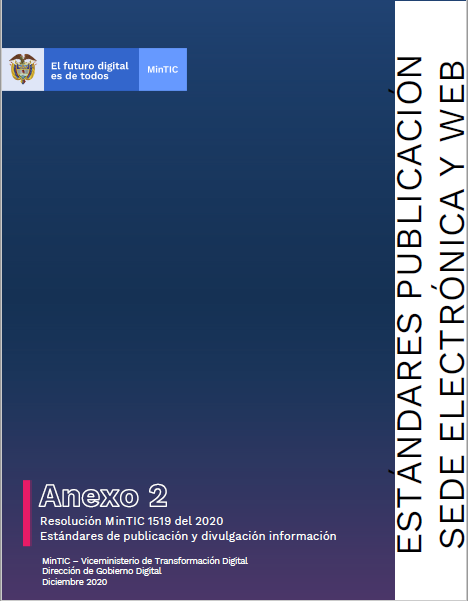 El futuro digital
es de todos
MinTIC
ESTÁNDARES PUBLICACIÓN
SEDE ELECTRÓNICA Y WEB
Anexo 2
Resolución MinTIC 1519 del 2020
Estándares de publicación y divulgación información
MinTIC – Viceministerio de Transformación Digital
Dirección de Gobierno Digital
Diciembre 2020